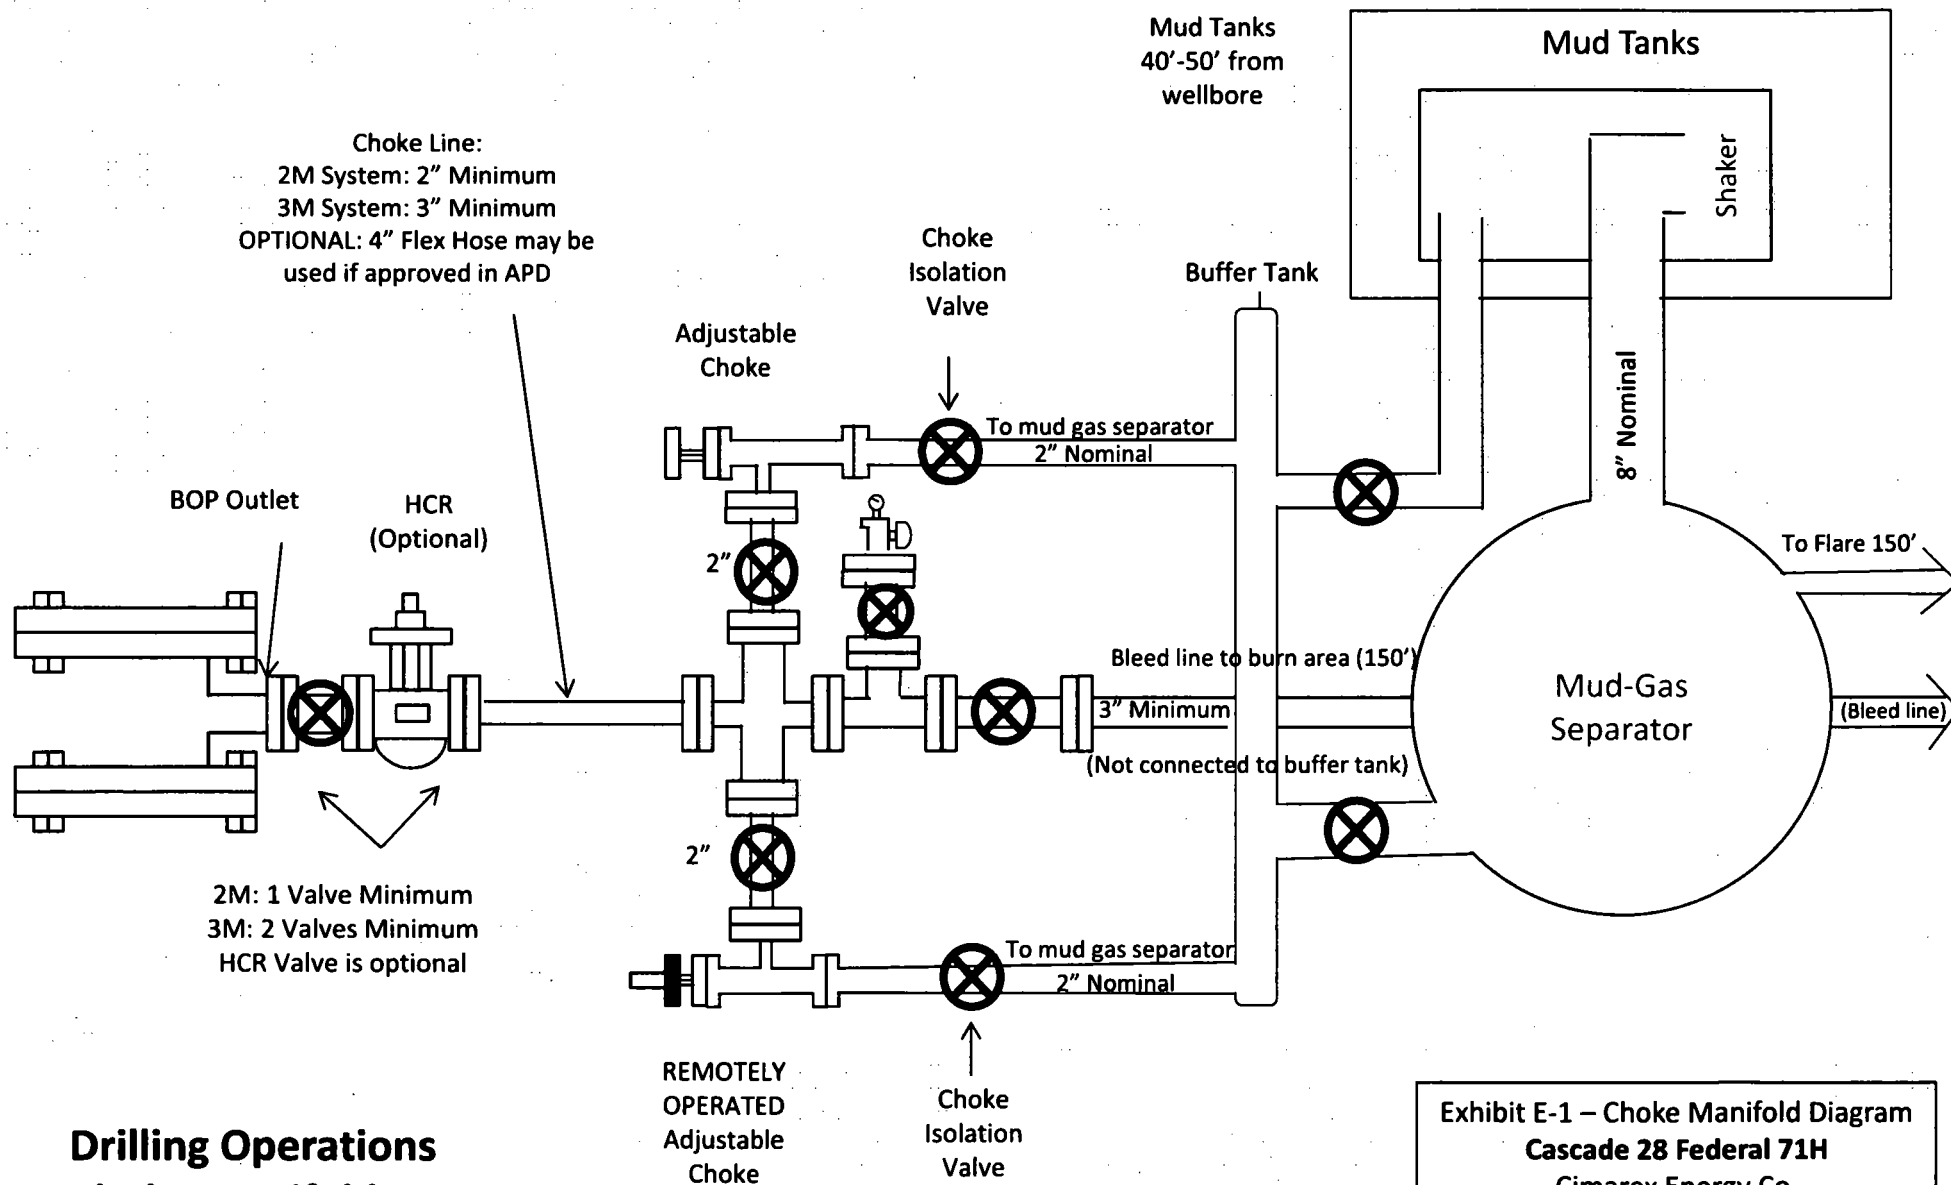 Mud Tanks
40'-50' from
wellbore
Mud Tanks
Shaker
Choke Line:
2M System: 2" Minimum
3M System: 3" Minimum
OPTIONAL: 4" Flex Hose may be
used if approved in APD
Choke
Isolation
Valve
Buffer Tank
Adjustable
Choke
8" Nominal
To mud gas separator
2" Nominal
BOP Outlet
HCR
(Optional)
2"
To Flare 150'
Bleed line to burn area (150')
3" Minimum
(Not connected to buffer tank)
Mud-Gas
Separator
(Bleed line)
2"
2M: 1 Valve Minimum
3M: 2 Valves Minimum
HCR Valve is optional
To mud gas separator
2" Nominal
REMOTELY
OPERATED
Adjustable
Choke
Choke
Isolation
Valve
Drilling Operations
Exhibit E-1 – Choke Manifold Diagram
Cascade 28 Federal 71H
Cimarex Energy Co.